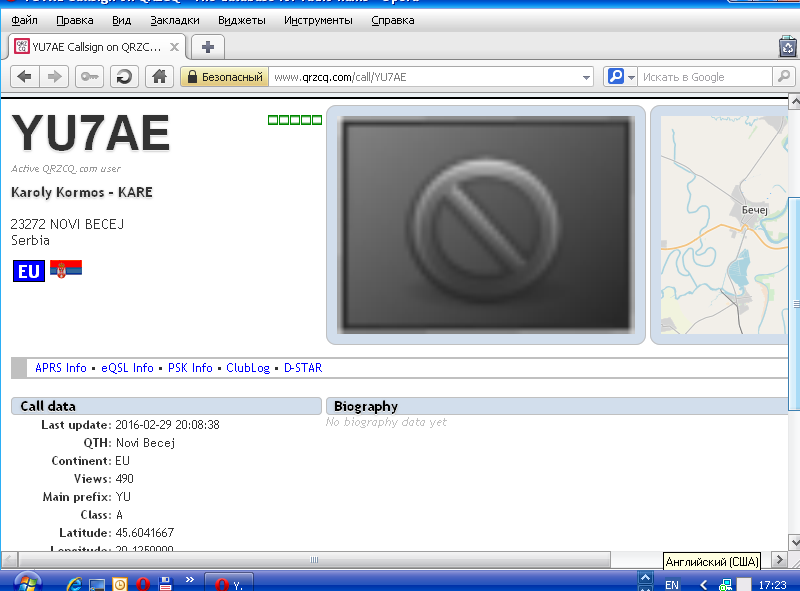 Файл Правка Вид Закладки Виджеты Инструменты Справка
QRZ CQ YU7AE Callsign on QRZC...
Безопасный www.qrzcq.com/call/YU7AE Искать в Google
YU7AE
Active QRZCQ.com user
Karoly Kormos - KARE
23272 NOVI BECEJ
Serbia
EU
Бечеј
APRS Info • eQSL Info • PSK Info • ClubLog • D-STAR
Call data
Last update: 2016-02-29 20:08:38
QTH: Novi Becej
Continent: EU
Views: 490
Main prefix: YU
Class: A
Latitude: 45.6041667
Longitude: 20.1250000
Biography
No biography data yet
Английский (США)
Y.
EN
17:23